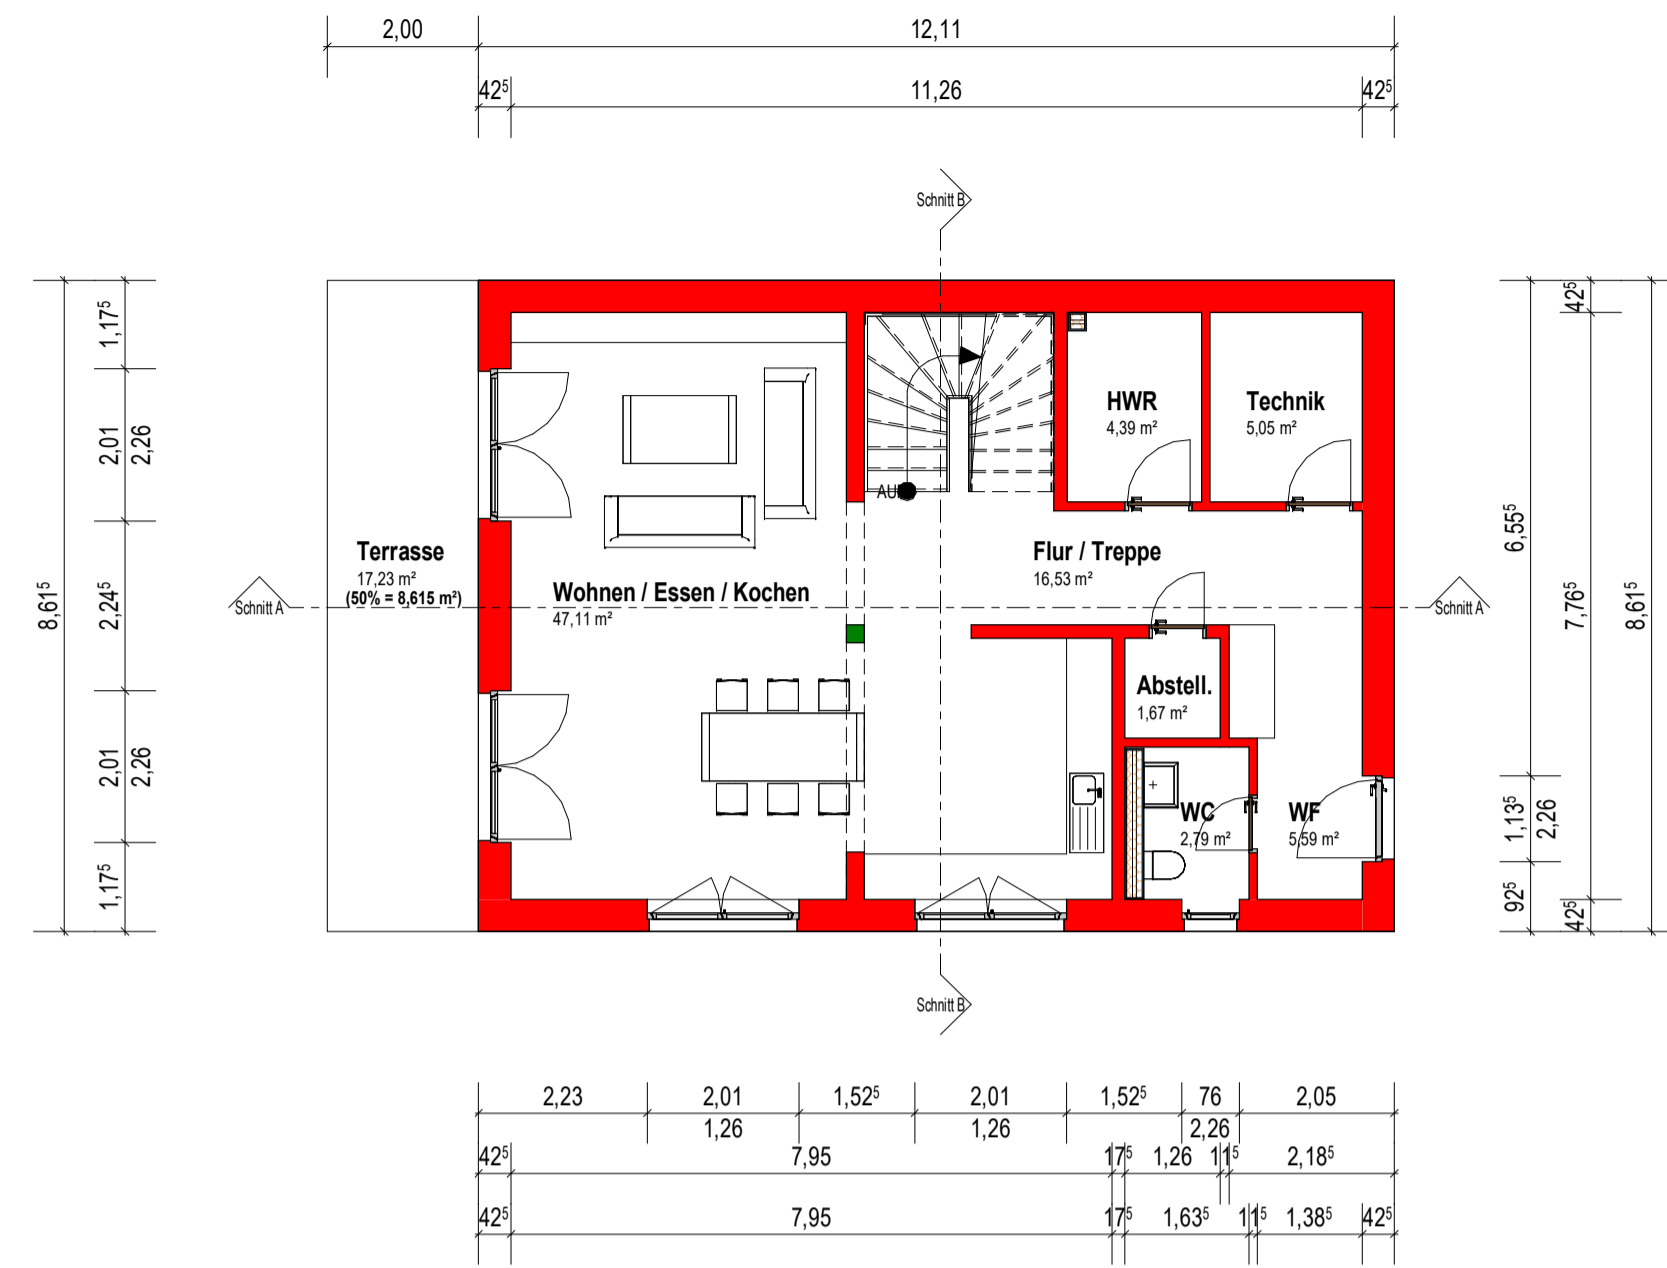 2,00
12,11
42⁵
11,26
42⁵
Schnitt B
1,17⁵
2,01
2,26
2,24⁵
2,01
2,26
1,17⁵
8,61⁵
HWR
4,39 m²
Technik
5,05 m²
Terrasse
17,23 m²
(50% = 8,615 m²)
Schnitt A
Wohnen / Essen / Kochen
47,11 m²
Flur / Treppe
16,53 m²
Schnitt A
Abstell.
1,67 m²
WC
2,79 m²
WF
5,59 m²
42⁵
6,55⁵
7,76⁵
8,61⁵
1,13⁵
2,26
92⁵
42⁵
Schnitt B
2,23
2,01
1,52⁵
2,01
1,52⁵
76
2,05
1,26
1,26
2,26
42⁵
7,95
17⁵
1,26
11⁵
2,18⁵
42⁵
7,95
17⁵
1,63⁵
11⁵
1,38⁵
42⁵